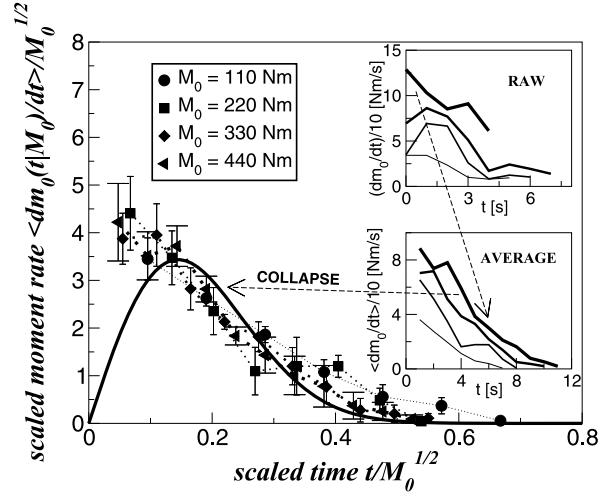 scaled moment rate <dm₀(t|M₀)/dt>/M₀^1/2
8
7
6
5
4
3
2
1
0
M₀ = 110 Nm
M₀ = 220 Nm
M₀ = 330 Nm
M₀ = 440 Nm
COLLAPSE
0
0.2
0.4
0.6
0.8
scaled time t/M₀^1/2
(dm₀/dt)/10 [Nm/s]
15
10
5
0
RAW
0
3
6
t [s]
<dm₀/dt>/10 [Nm/s]
8
4
0
AVERAGE
0
4
8
12
t [s]